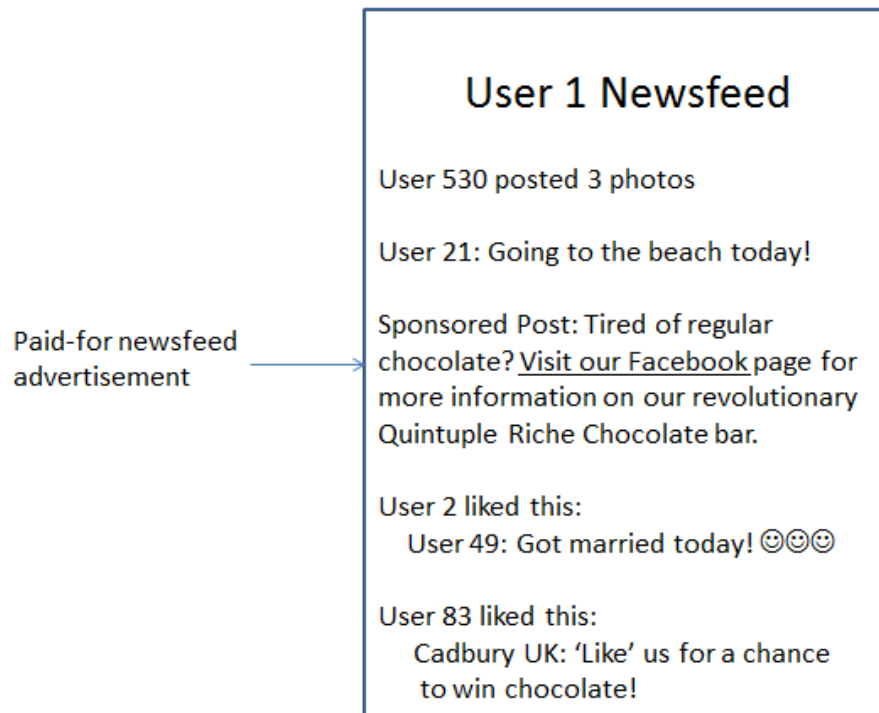 User 1 Newsfeed
User 530 posted 3 photos
User 21: Going to the beach today!
Paid-for newsfeed
advertisement
Sponsored Post: Tired of regular
chocolate? Visit our Facebook page for
more information on our revolutionary
Quintuple Riche Chocolate bar.
User 2 liked this:
User 49: Got married today! ☺☺☺
User 83 liked this:
Cadbury UK: ‘Like’ us for a chance
to win chocolate!